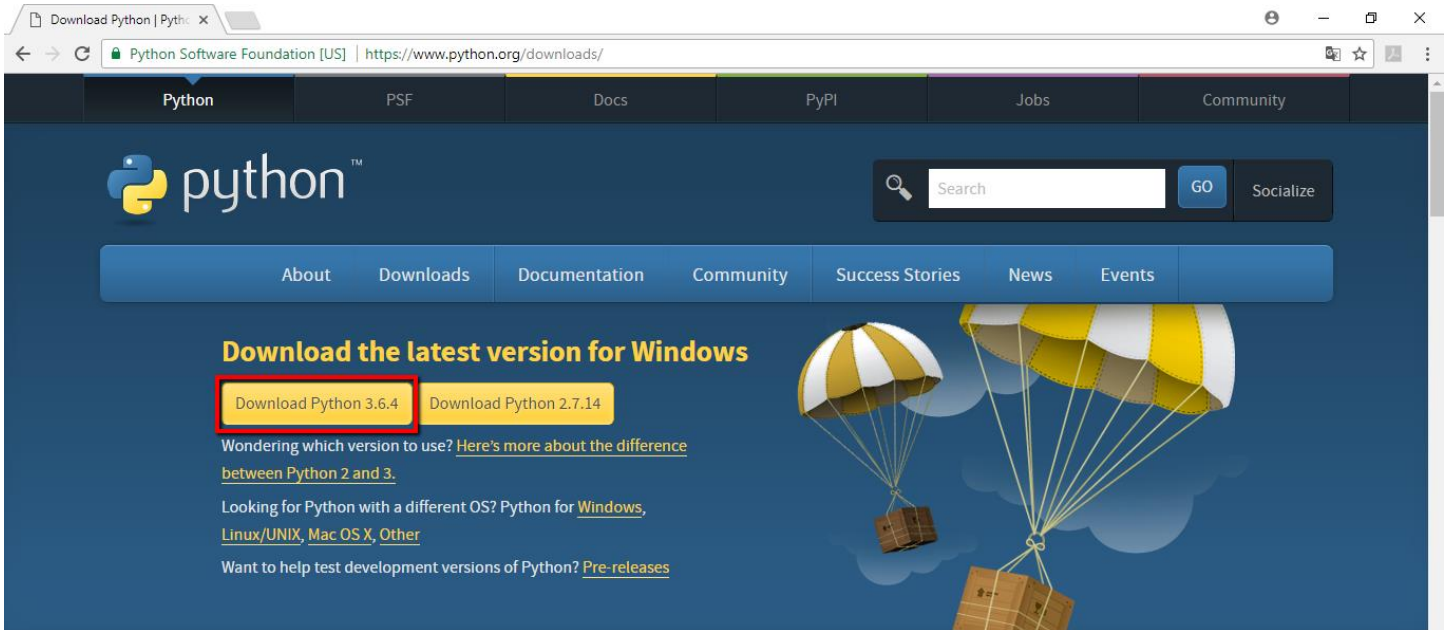 Download Python | Pytho
Python Software Foundation [US] | https://www.python.org/downloads/
Python PSF Docs PyPI Jobs Community
python™
Search GO Socialize
About Downloads Documentation Community Success Stories News Events
Download the latest version for Windows
Download Python 3.6.4 Download Python 2.7.14
Wondering which version to use? Here's more about the difference
between Python 2 and 3.
Looking for Python with a different OS? Python for Windows,
Linux/UNIX, Mac OS X, Other
Want to help test development versions of Python? Pre-releases